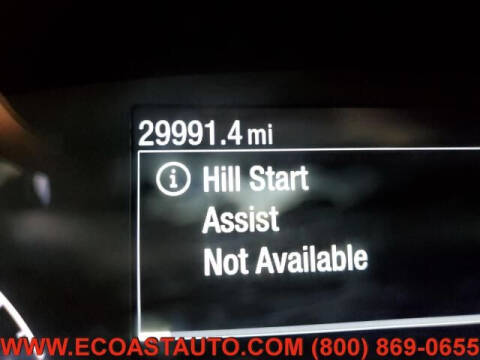 29991.4 mi
Hill Start
Assist
Not Available
WWW.ECOASTAUTO.COM (800) 869-0655